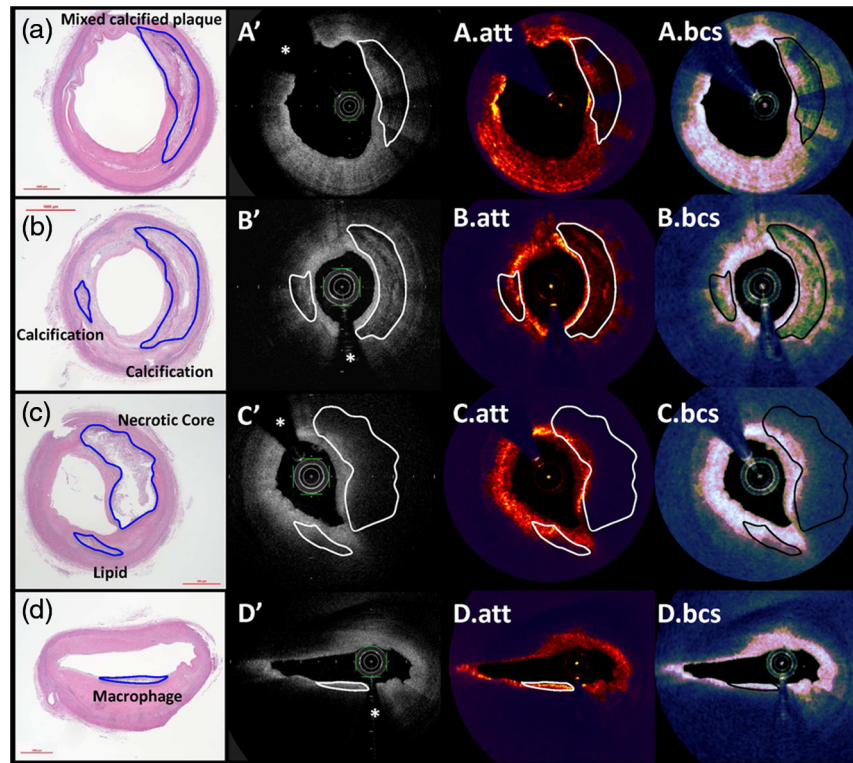 (a) Mixed calcified plaque A' * A.att A.bcs
(b) Calcification Calcification B' * B.att B.bcs
(c) Necrotic Core Lipid C' * C.att C.bcs
(d) Macrophage D' * D.att D.bcs